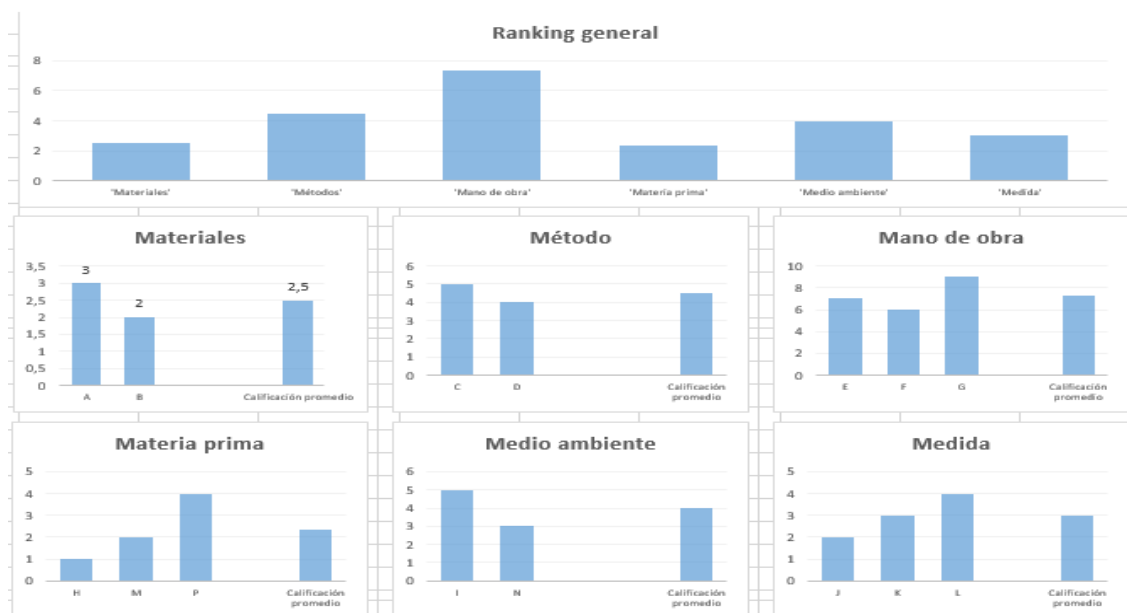 Ranking general
8
6
4
2
0
'Materiales' 'Métodos' 'Mano de obra' 'Materia prima' 'Medio ambiente' 'Medida'
Materiales
3,5
3
2,5
2
1,5
1
0,5
0
3
2
2,5
A B Calificación promedio
Método
6
5
4
3
2
1
0
C D Calificación
promedio
Mano de obra
10
8
6
4
2
0
E F G Calificación
promedio
Materia prima
5
4
3
2
1
0
H M P Calificación
promedio
Medio ambiente
6
5
4
3
2
1
0
I N Calificación
promedio
Medida
5
4
3
2
1
0
J K L Calificación
promedio